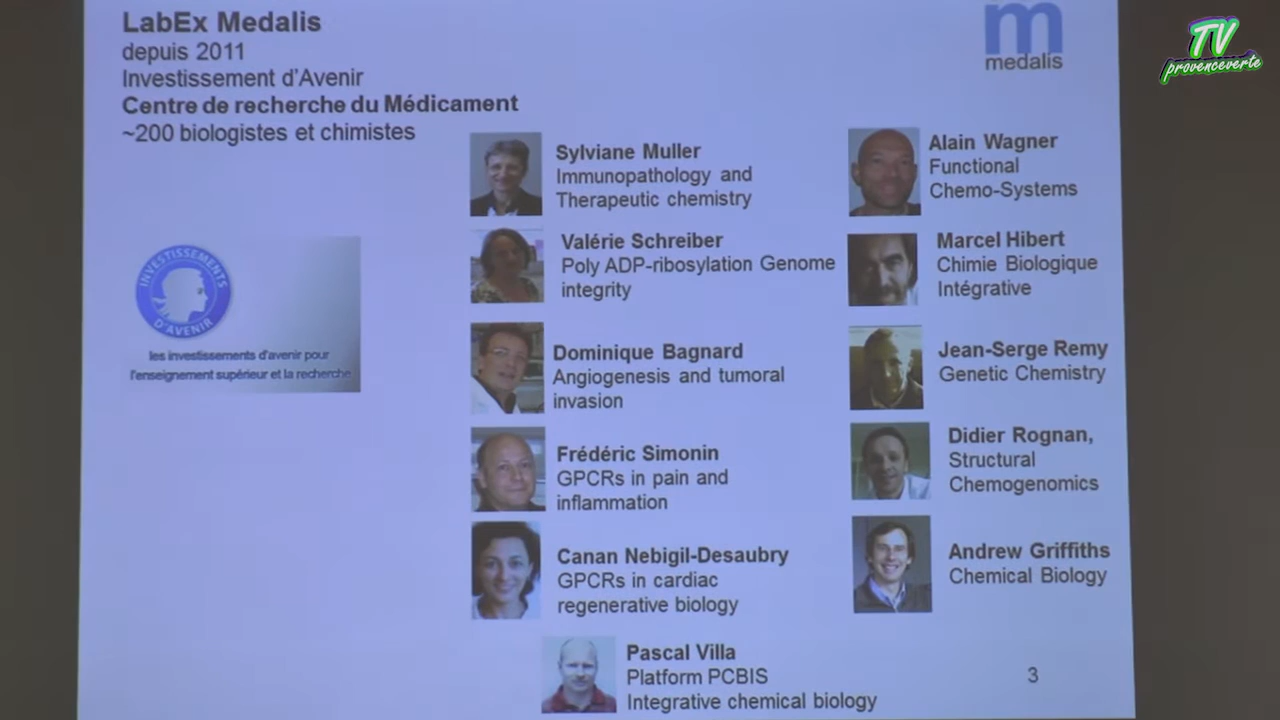 LabEx Medalis
depuis 2011
Investissement d'Avenir
Centre de recherche du Médicament
~200 biologistes et chimistes
m
medalis
TV
provenceverte
INVESTISSEMENTS
D'AVENIR
les investissements d'avenir pour
l'enseignement supérieur et la recherche
Sylviane Muller
Immunopathology and
Therapeutic chemistry
Valérie Schreiber
Poly ADP-ribosylation Genome
integrity
Dominique Bagnard
Angiogenesis and tumoral
invasion
Frédéric Simonin
GPCRs in pain and
inflammation
Canan Nebigil-Desaubry
GPCRs in cardiac
regenerative biology
Pascal Villa
Platform PCBIS
Integrative chemical biology
Alain Wagner
Functional
Chemo-Systems
Marcel Hibert
Chimie Biologique
Intégrative
Jean-Serge Remy
Genetic Chemistry
Didier Rognan,
Structural
Chemogenomics
Andrew Griffiths
Chemical Biology
3